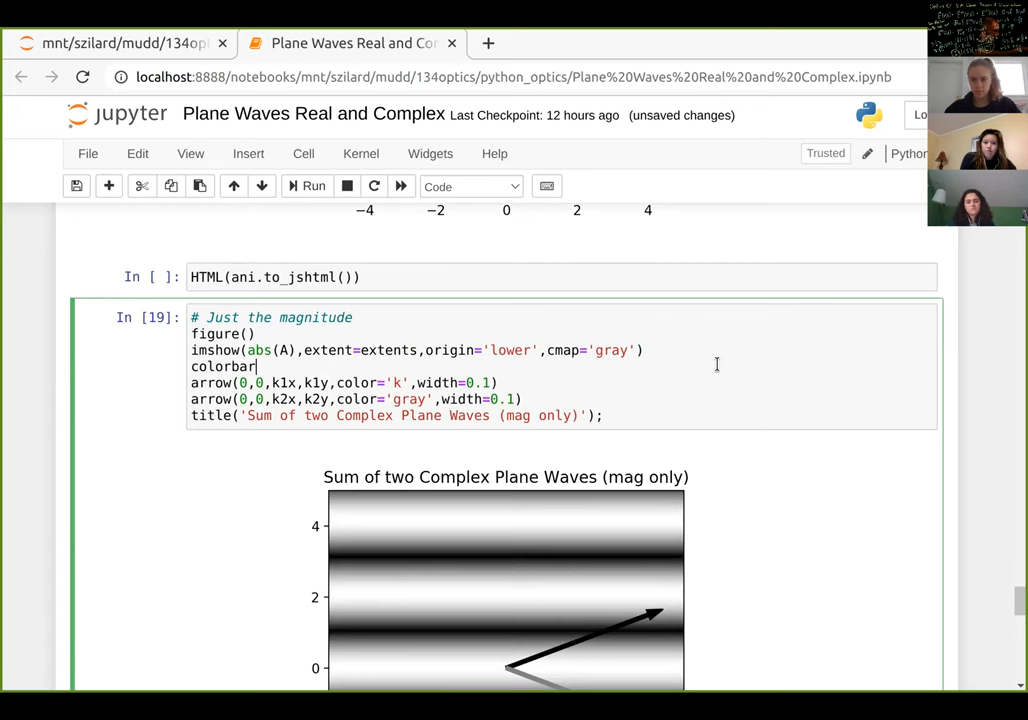 mnt/szilard/mudd/134op
Plane Waves Real and Cor
localhost:8888/notebooks/mnt/szilard/mudd/134optics/python_optics/Plane%20Waves%20Real%20and%20Complex.ipynb
jupyter Plane Waves Real and Complex Last Checkpoint: 12 hours ago (unsaved changes)
Lo
File Edit View Insert Cell Kernel Widgets Help
Trusted
Python
Run
Code
−4 −2 0 2 4
In [ ]: HTML(ani.to_jshtml())
In [19]: # Just the magnitude
figure()
imshow(abs(A),extent=extents,origin='lower',cmap='gray')
colorbar
arrow(0,0,k1x,k1y,color='k',width=0.1)
arrow(0,0,k2x,k2y,color='gray',width=0.1)
title('Sum of two Complex Plane Waves (mag only)');
Sum of two Complex Plane Waves (mag only)
4
2
0